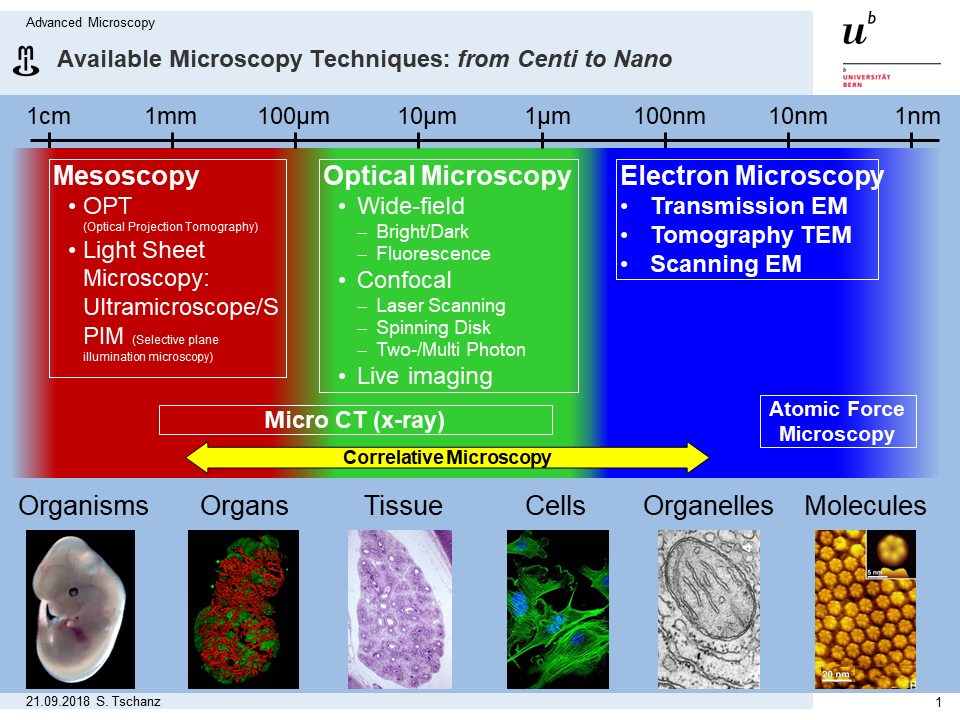 Advanced Microscopy
Available Microscopy Techniques: from Centi to Nano
u b
b
UNIVERSITÄT
BERN
1cm 1mm 100µm 10µm 1µm 100nm 10nm 1nm
Mesoscopy
• OPT
(Optical Projection Tomography)
• Light Sheet
Microscopy:
Ultramicroscope/S
PIM (Selective plane
illumination microscopy)
Optical Microscopy
• Wide-field
– Bright/Dark
– Fluorescence
• Confocal
– Laser Scanning
– Spinning Disk
– Two-/Multi Photon
• Live imaging
Electron Microscopy
• Transmission EM
• Tomography TEM
• Scanning EM
Micro CT (x-ray)
Atomic Force
Microscopy
Correlative Microscopy
Organisms Organs Tissue Cells Organelles Molecules
5 nm
20 nm
21.09.2018 S. Tschanz
1